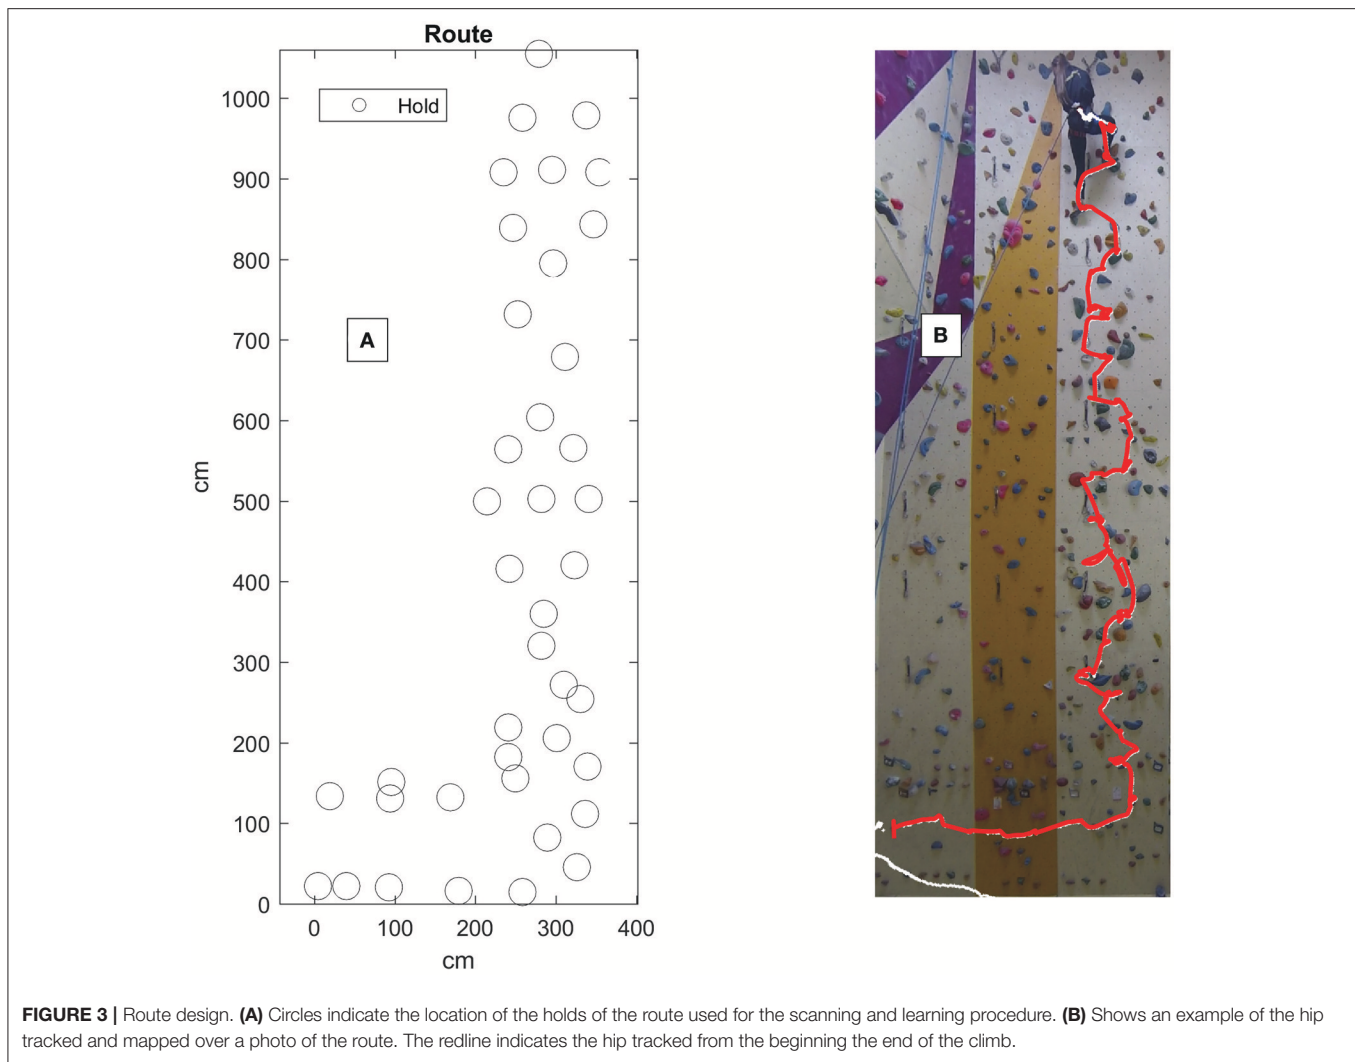 Route
Hold
1000
900
800
700
600
500
400
300
200
100
0
cm
A
0 100 200 300 400
cm
B
FIGURE 3 | Route design. (A) Circles indicate the location of the holds of the route used for the scanning and learning procedure. (B) Shows an example of the hip
tracked and mapped over a photo of the route. The redline indicates the hip tracked from the beginning the end of the climb.